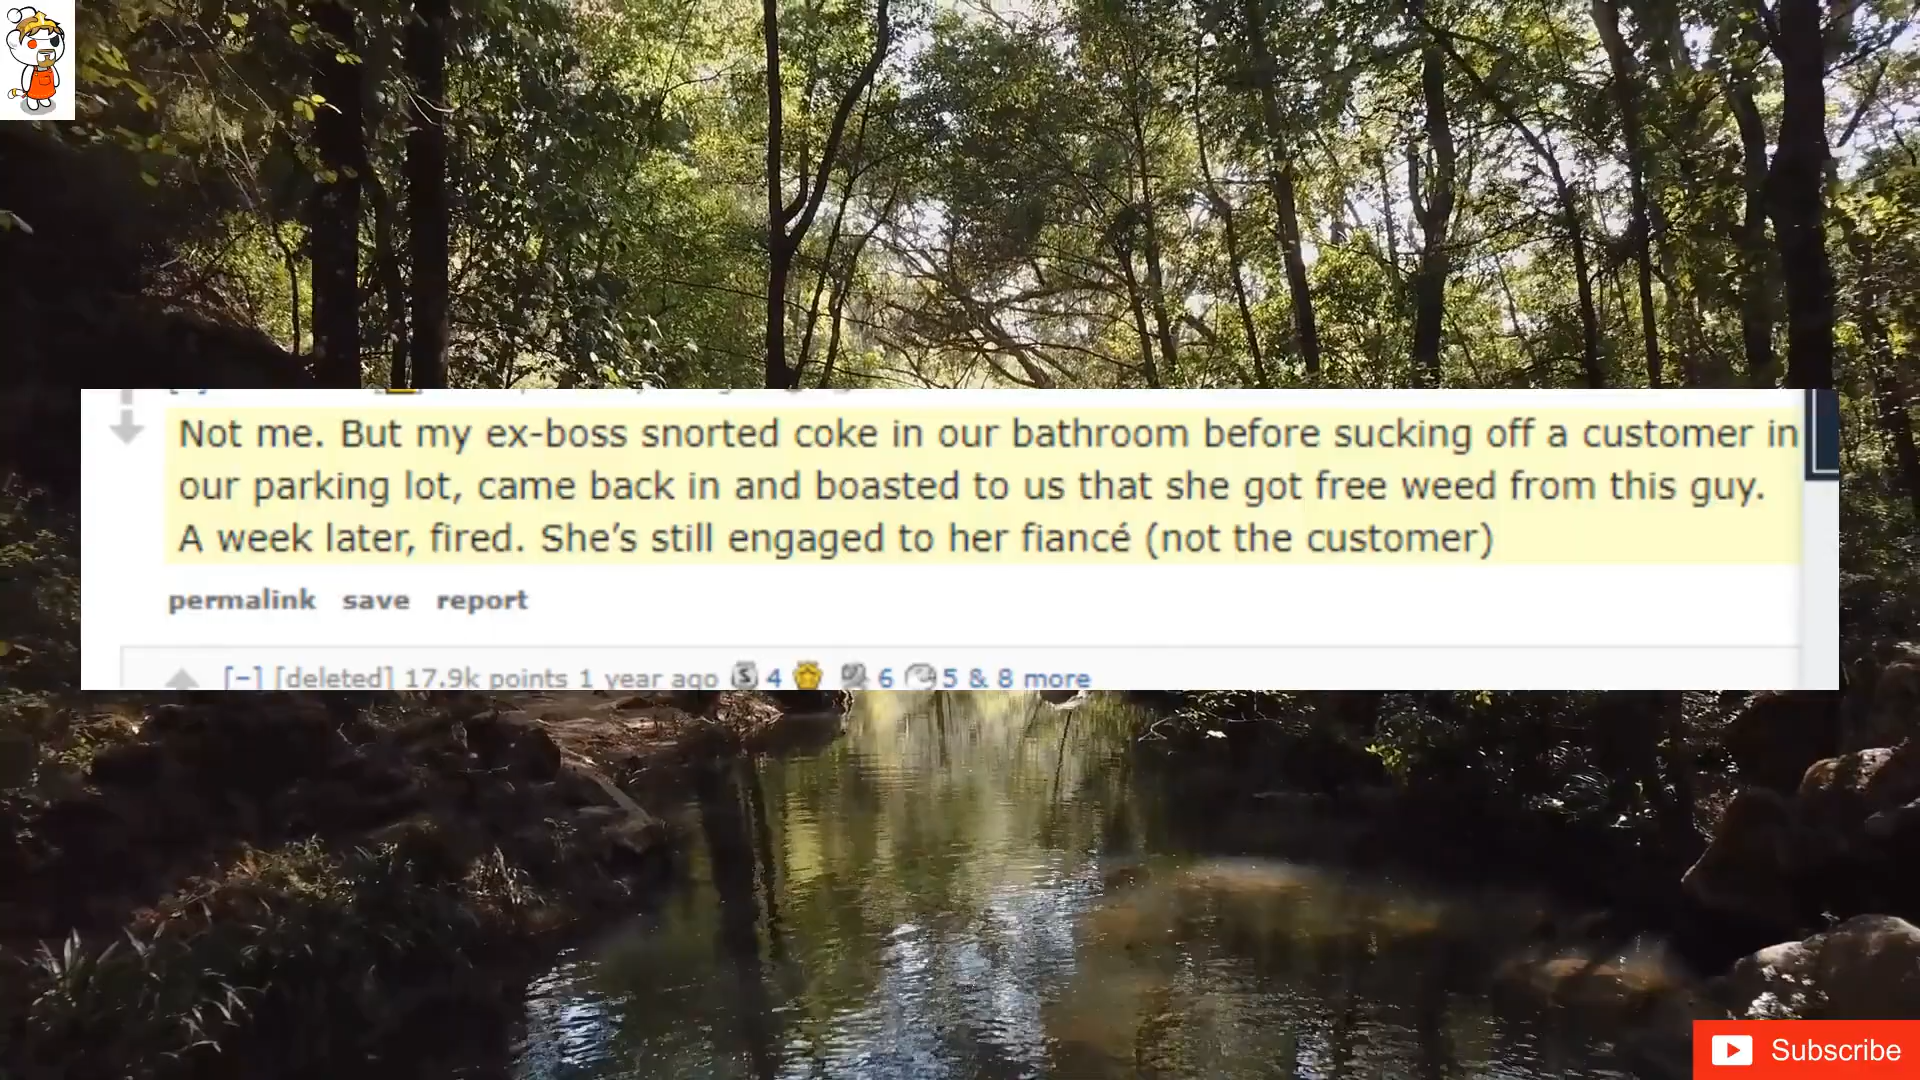 Not me. But my ex-boss snorted coke in our bathroom before sucking off a customer in
our parking lot, came back in and boasted to us that she got free weed from this guy.
A week later, fired. She’s still engaged to her fiancé (not the customer)
permalink save report
[–] [deleted] 17.9k points 1 year ago 4 6 5 & 8 more
Subscribe